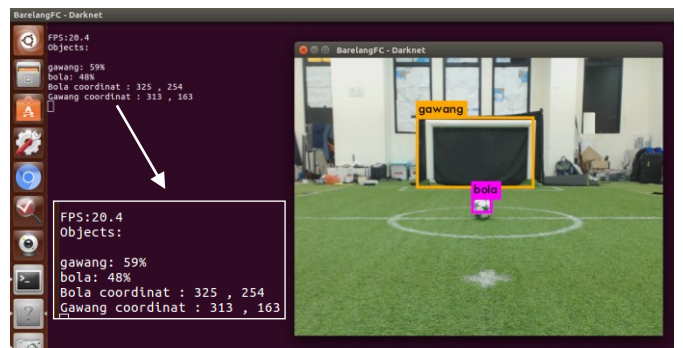 BarelangFC - Darknet
FPS:20.4
Objects:
gawang: 59%
bola: 48%
Bola coordinat : 325 , 254
Gawang coordinat : 313 , 163
BarelangFC - Darknet
gawang
bola
FPS:20.4
Objects:
gawang: 59%
bola: 48%
Bola coordinat : 325 , 254
Gawang coordinat : 313 , 163